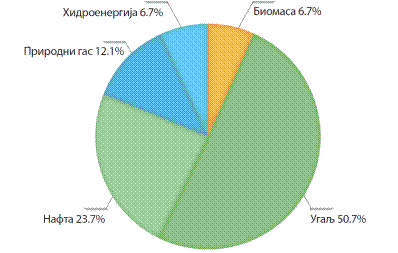 Хидроенергија 6.7%
Биомаса 6.7%
Природни гас 12.1%
Нафта 23.7%
Угаљ 50.7%